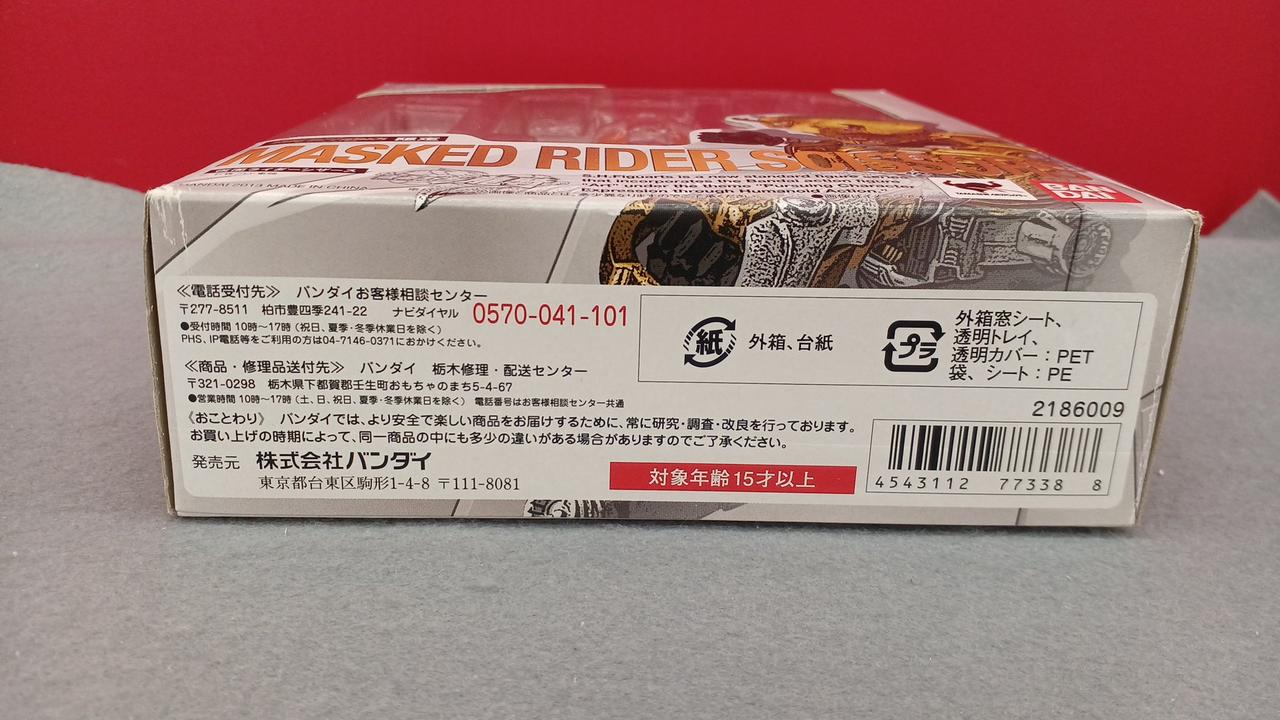 MASKED RIDER SCISSORS
BANDAI 2013 MADE IN CHINA
BAN
DAI
≪電話受付先≫ バンダイお客様相談センター
〒277-8511 柏市豊四季241-22 ナビダイヤル 0570-041-101
●受付時間 10時〜17時(祝日、夏季・冬季休業日を除く)
PHS、IP電話等をご利用の方は04-7146-0371におかけください。
≪商品・修理品送付先≫ バンダイ 栃木修理・配送センター
〒321-0298 栃木県下都賀郡壬生町おもちゃのまち5-4-67
●営業時間 10時〜17時(土、日、祝日、夏季・冬季休業日を除く) 電話番号はお客様相談センター共通
《おことわり》 バンダイでは、より安全で楽しい商品をお届けするために、常に研究・調査・改良を行っております。
お買い上げの時期によって、同一商品の中にも多少の違いがある場合がありますのでご了承ください。
発売元 株式会社バンダイ
東京都台東区駒形1-4-8 〒111-8081
対象年齢15才以上
紙
外箱、台紙
プラ
外箱窓シート、
透明トレイ、
透明カバー:PET
袋、シート:PE
2186009
4543112 77338 8